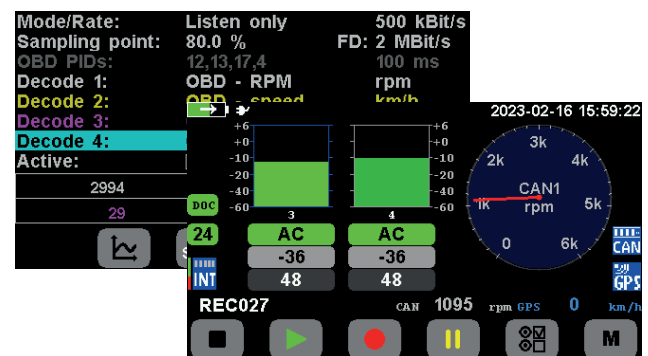 Mode/Rate: Listen only 500 kBit/s
Sampling point: 80.0 % FD: 2 MBit/s
OBD PIDs: 12,13,17,4 100 ms
Decode 1: OBD - RPM rpm
Decode 2: OBD - speed km/h
Decode 3:
Decode 4:
Active:
2994
29
2023-02-16 15:59:22
+6 +6
+0 +0
-10 -10
-20 -20
-40 -40
-60 -60
3 4
DOC
24 AC AC
-36 -36
INT 48 48
3k
2k 4k
CAN1
1K rpm 5k
0 6k
CAN
GPS
REC027 CAN 1095 rpm GPS 0 km/h
M